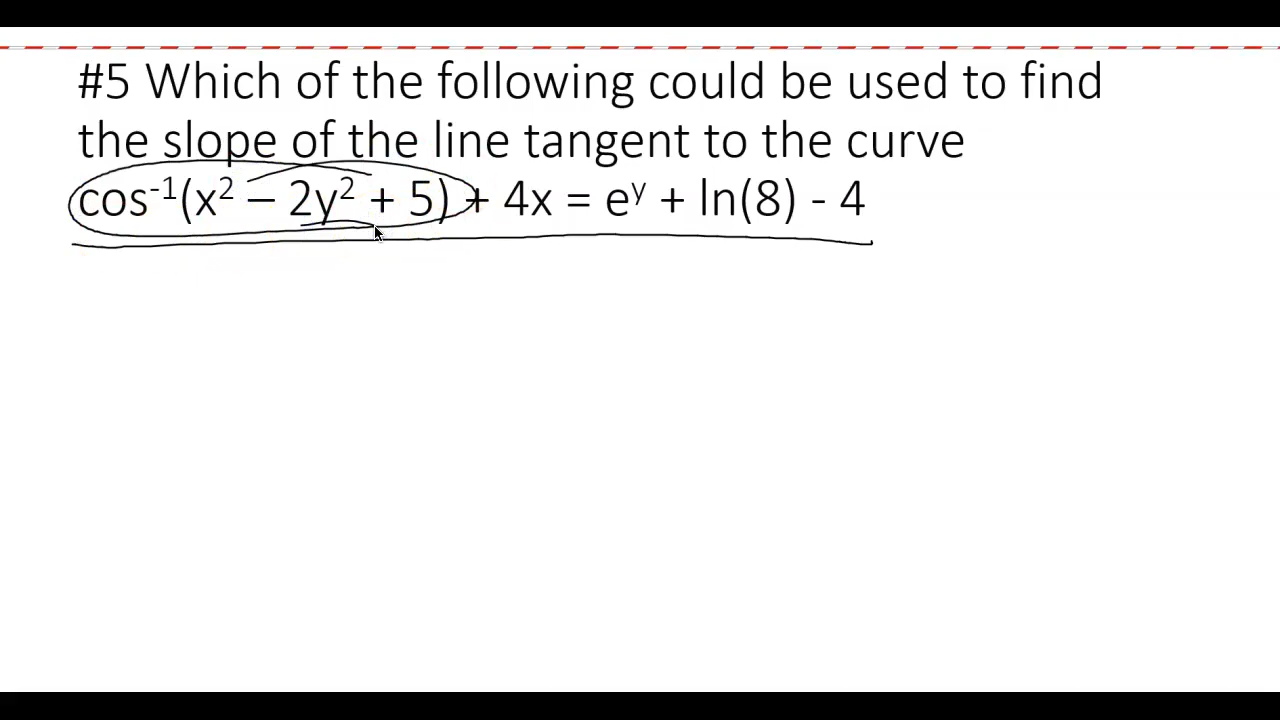 #5 Which of the following could be used to find
the slope of the line tangent to the curve
cos⁻¹(x² – 2y² + 5) + 4x = eʸ + ln(8) - 4